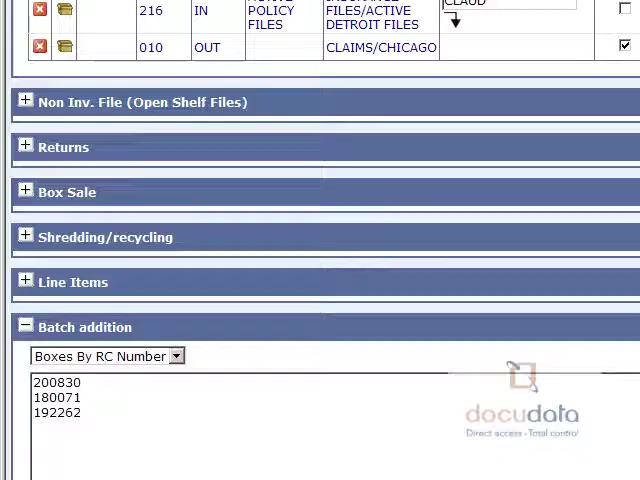 216 IN POLICY FILES FILES/ACTIVE DETROIT FILES CLAUD
010 OUT CLAIMS/CHICAGO
Non Inv. File (Open Shelf Files)
Returns
Box Sale
Shredding/recycling
Line Items
Batch addition
Boxes By RC Number
200830
180071
192262
docudata
Direct access - Total control